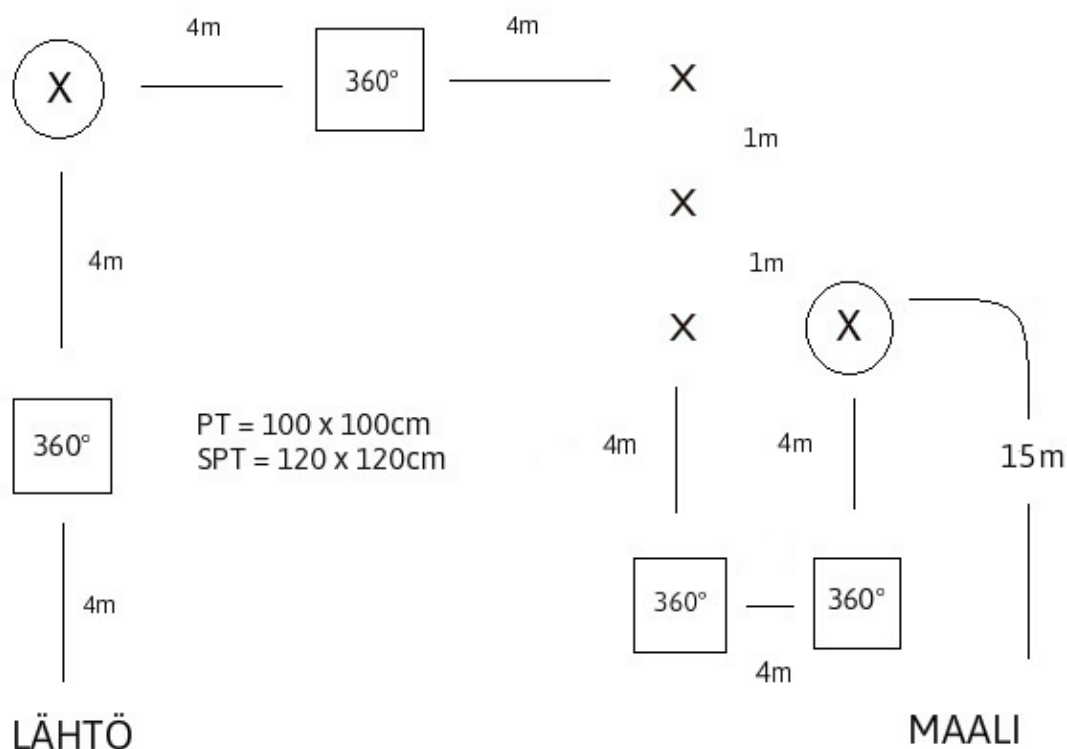 4m
4m
X
360°
X
1m
X
4m
1m
X
X
360°
PT = 100 x 100cm
SPT = 120 x 120cm
4m
4m
15m
4m
360°
360°
4m
LÄHTÖ
MAALI